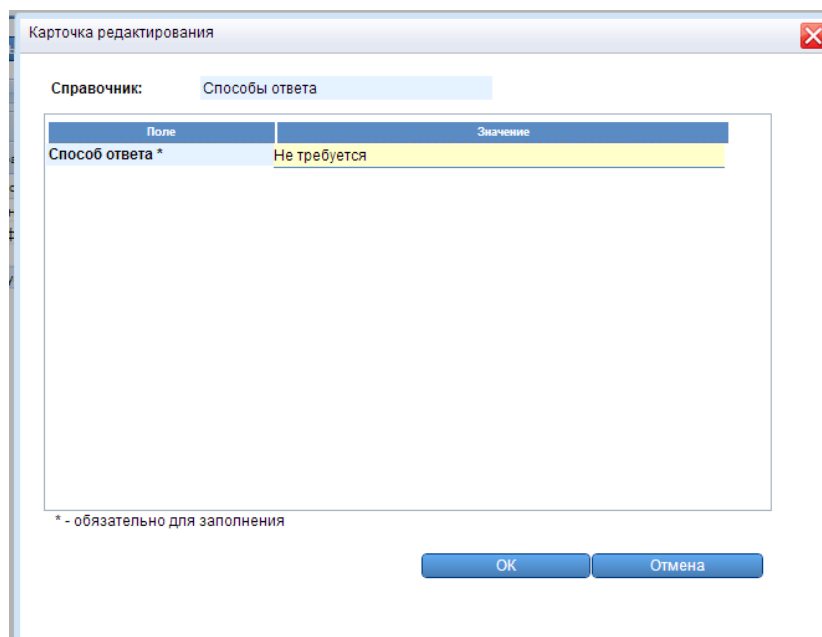 Карточка редактирования
Справочник: Способы ответа
Поле Значение
Способ ответа * Не требуется
* - обязательно для заполнения
ОК Отмена